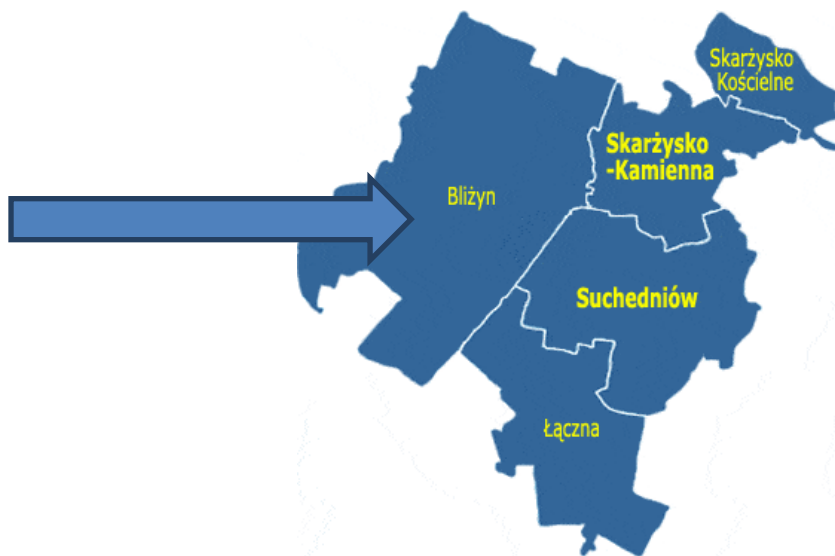 Skarżysko
Kościelne
Skarżysko
-Kamienna
Bliżyn
Suchedniów
Łączna